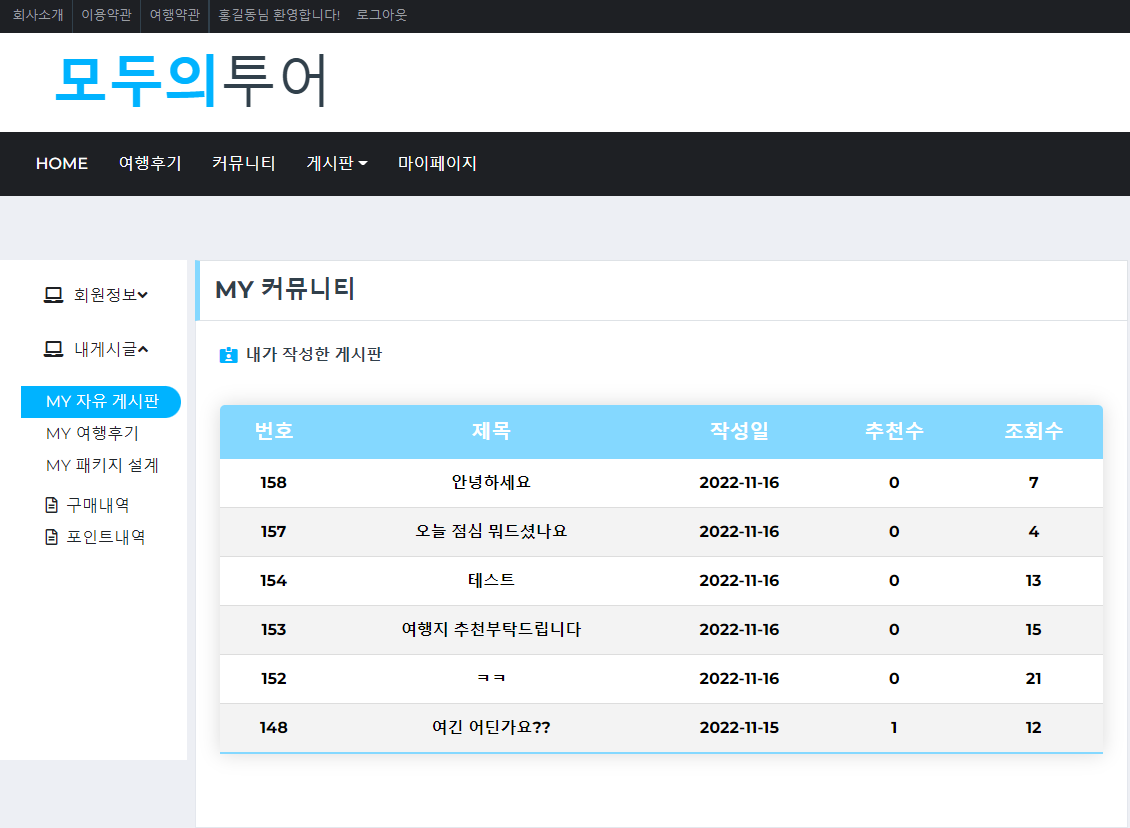 회사소개 이용약관 여행약관 홍길동님 환영합니다! 로그아웃
모두의투어
HOME 여행후기 커뮤니티 게시판 마이페이지
회원정보
내게시글
MY 자유 게시판
MY 여행후기
MY 패키지 설계
구매내역
포인트내역
MY 커뮤니티
내가 작성한 게시판
번호 제목 작성일 추천수 조회수
158 안녕하세요 2022-11-16 0 7
157 오늘 점심 뭐드셨나요 2022-11-16 0 4
154 테스트 2022-11-16 0 13
153 여행지 추천부탁드립니다 2022-11-16 0 15
152 ㅋㅋ 2022-11-16 0 21
148 여긴 어딘가요?? 2022-11-15 1 12